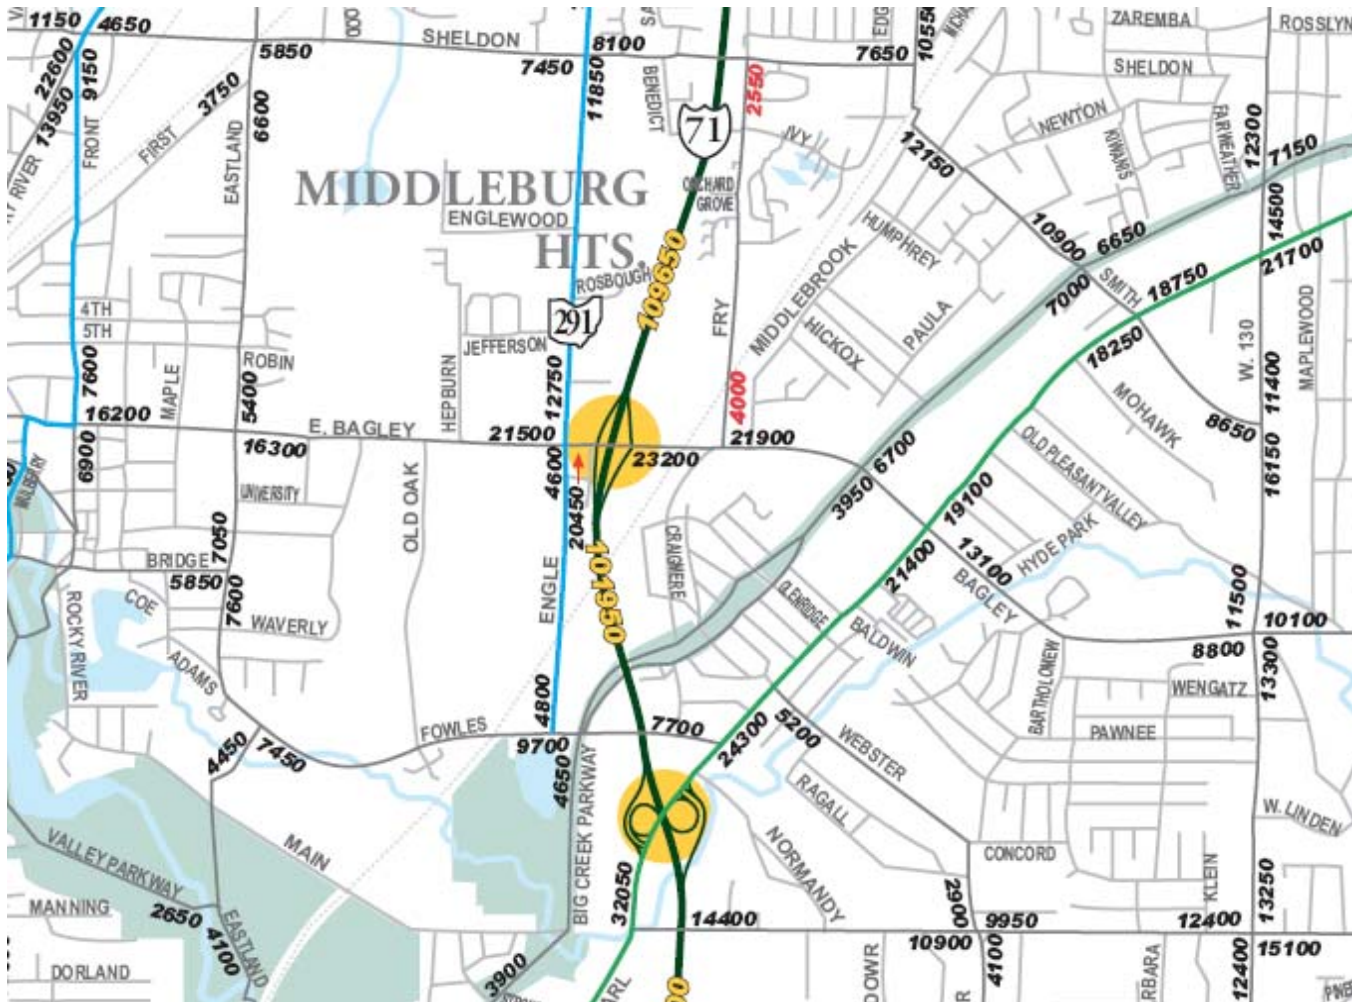 1150
4650
SHELDON
8100
7650
10550
ZAREMBA
ROSSLYN
5850
7450
11850
BENEDICT
2550
SHELDON
22600
13950
9150
3750
6600
71
IVY
12150
NEWTON
KIWANIS
FAIRWEATHER
12300
7150
FRONT
FIRST
EASTLAND
MIDDLEBURG
HTS.
ENGLEWOOD
ORCHARD
GROVE
HUMPHREY
10900
6650
14500
ROSBOUGH
109650
MIDDLEBROOK
7000
SMITH
18750
21700
4TH
5TH
291
FRY
HICKOX
PAULA
18250
W. 130
MAPLEWOOD
7600
MAPLE
ROBIN
5400
HEPBURN
JEFFERSON
12750
4000
MOHAWK
11400
8650
16200
E. BAGLEY
21500
21900
6900
16300
4600
23200
6700
OLD PLEASANT VALLEY
16150
MULBERRY
UNIVERSITY
OLD OAK
20450
3950
19100
7050
BRIDGE
5850
7600
ENGLE
101950
CRAIGMERE
GLENRIDGE
21400
13100
BAGLEY
HYDE PARK
11500
10100
COE
WAVERLY
BALDWIN
8800
13300
ROCKY RIVER
ADAMS
BARTHOLOMEW
WENGATZ
PAWNEE
4800
FOWLES
9700
7700
24300
5200
WEBSTER
4450
7450
4650
BIG CREEK PARKWAY
RAGALL
W. LINDEN
MAIN
NORMANDY
CONCORD
KLEIN
VALLEY PARKWAY
MANNING
2650
EASTLAND
4100
32050
14400
2900
9950
12400
13250
10900
4100
12400
15100
DORLAND
3900